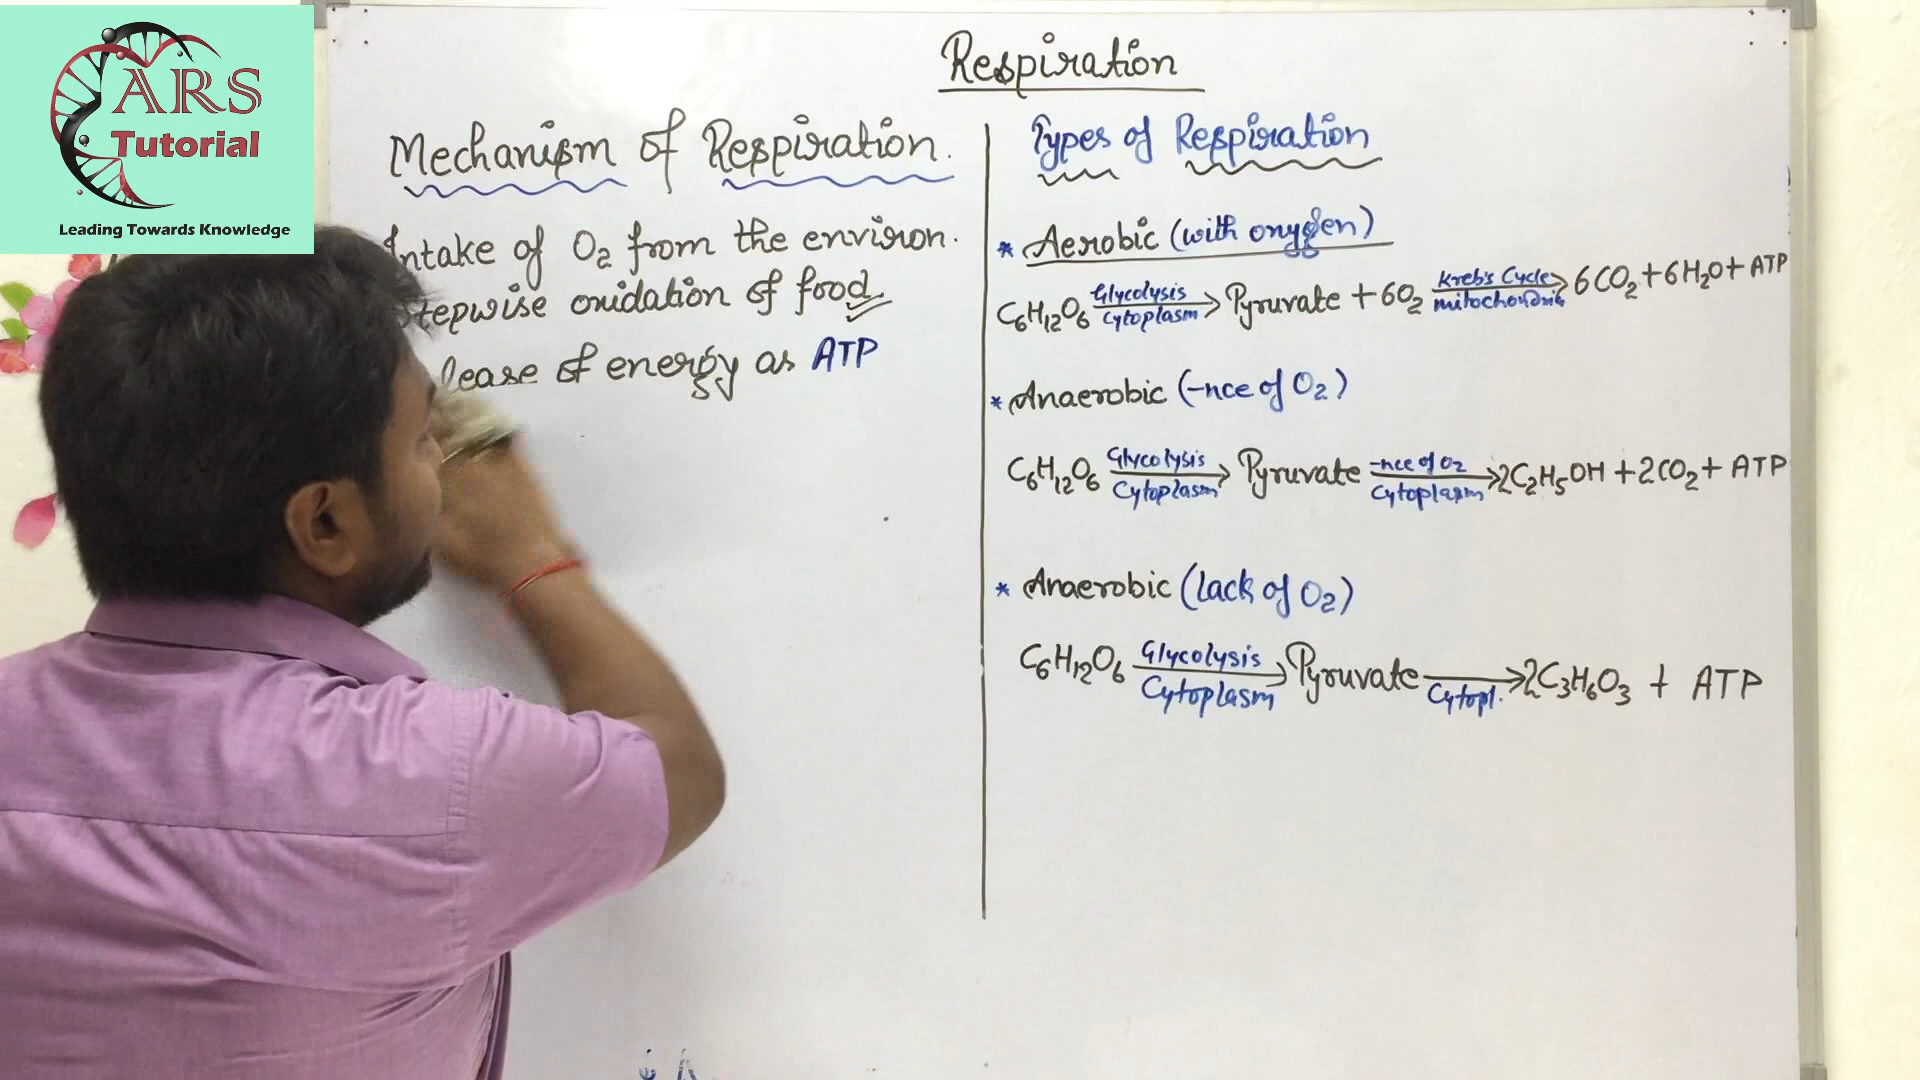 ARS
Tutorial
Leading Towards Knowledge
Respiration
Mechanism of Respiration.
Intake of O₂ from the environ.
tepwise oxidation of food
lease of energy as ATP
Types of Respiration
* Aerobic (with oxygen)
C₆H₁₂O₆ Glycolysis Cytoplasm → Pyruvate + 6O₂ Kreb's Cycle mitochondria → 6CO₂ + 6H₂O + ATP
* Anaerobic (-nce of O₂)
C₆H₁₂O₆ Glycolysis Cytoplasm → Pyruvate -nce of O₂ Cytoplasm → 2C₂H₅OH + 2CO₂ + ATP
* Anaerobic (lack of O₂)
C₆H₁₂O₆ Glycolysis Cytoplasm → Pyruvate Cytopl. → 2C₃H₆O₃ + ATP